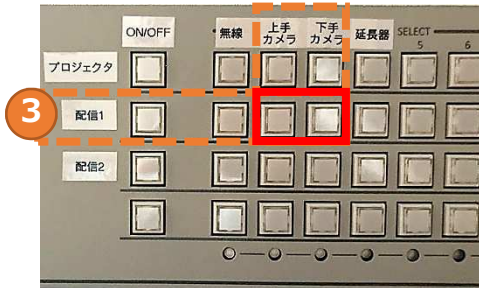 ON/OFF
・無線
上手
カメラ
下手
カメラ
延長器
SELECT
5
6
プロジェクタ
3
配信1
配信2